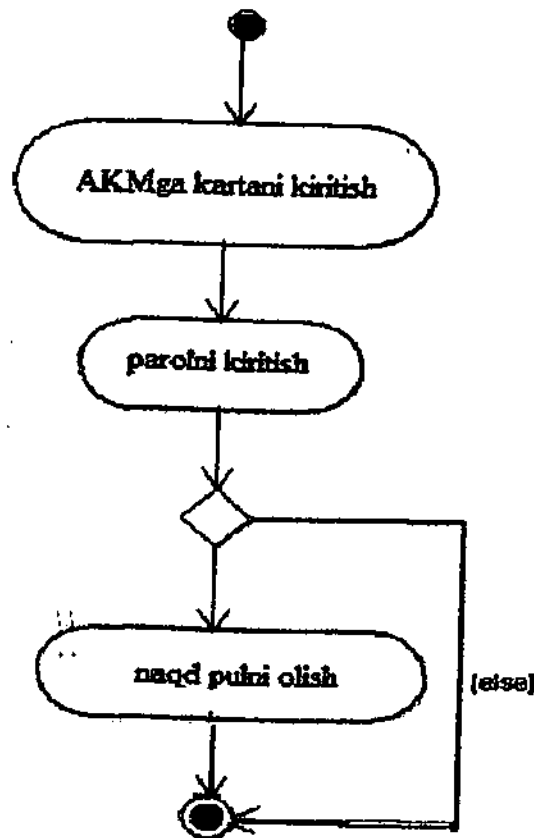 AKMga kartani kiritish
parolni kiritish
naqd pulni olish
[else]